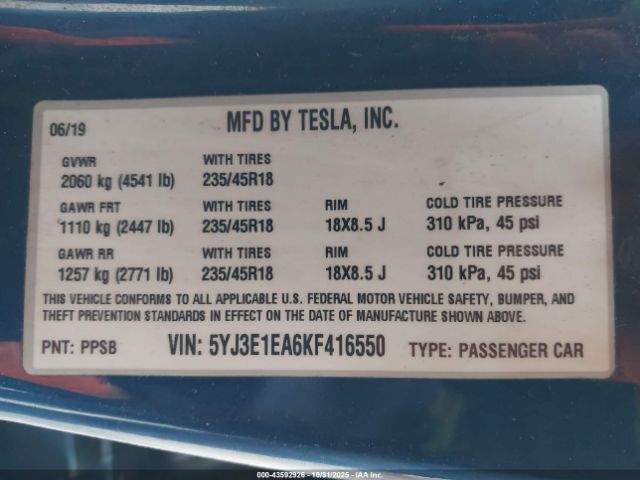 06/19 MFD BY TESLA, INC.
GVWR WITH TIRES
2060 kg (4541 lb) 235/45R18
GAWR FRT WITH TIRES RIM COLD TIRE PRESSURE
1110 kg (2447 lb) 235/45R18 18X8.5 J 310 kPa, 45 psi
GAWR RR WITH TIRES RIM COLD TIRE PRESSURE
1257 kg (2771 lb) 235/45R18 18X8.5 J 310 kPa, 45 psi
THIS VEHICLE CONFORMS TO ALL APPLICABLE U.S. FEDERAL MOTOR VEHICLE SAFETY, BUMPER, AND
THEFT PREVENTION STANDARDS IN EFFECT ON THE DATE OF MANUFACTURE SHOWN ABOVE.
PNT: PPSB VIN: 5YJ3E1EA6KF416550 TYPE: PASSENGER CAR
© 000-43592926 - 10/31/2025 - IAA Inc.